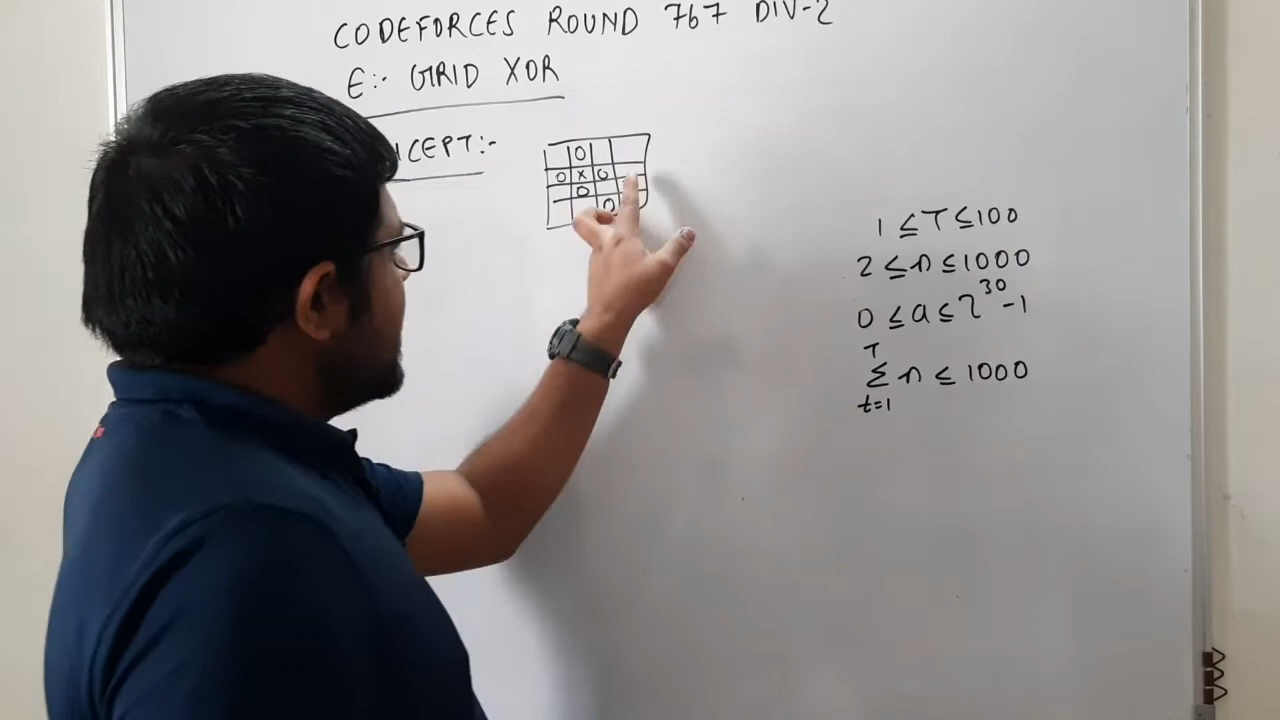 CODEFORCES ROUND 767 DIV-2
E:- GRID XOR
CEPT:-
0
0 X 0
0
0
1 ≤ T ≤ 100
2 ≤ n ≤ 1000
0 ≤ a ≤ 2^30 -1
T
Σ n ≤ 1000
t=1